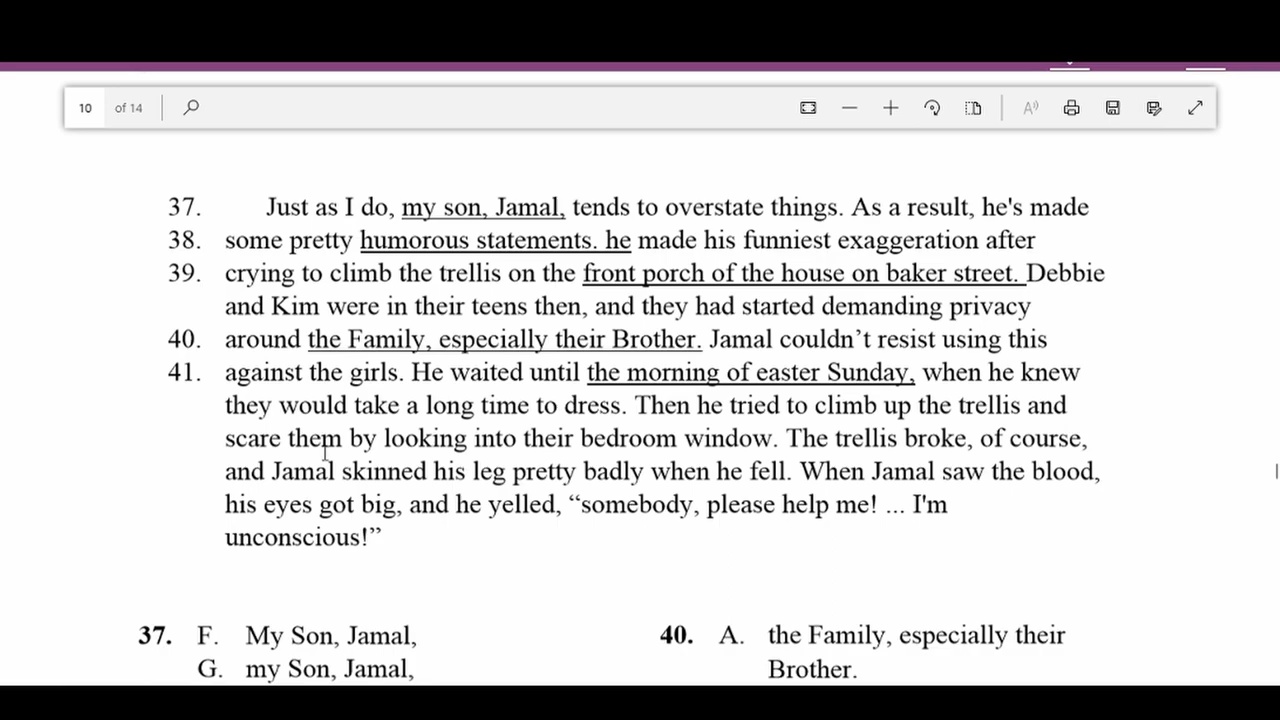 10 of 14
37. Just as I do, my son, Jamal, tends to overstate things. As a result, he's made
38. some pretty humorous statements. he made his funniest exaggeration after
39. crying to climb the trellis on the front porch of the house on baker street. Debbie
and Kim were in their teens then, and they had started demanding privacy
40. around the Family, especially their Brother. Jamal couldn’t resist using this
41. against the girls. He waited until the morning of easter Sunday, when he knew
they would take a long time to dress. Then he tried to climb up the trellis and
scare them by looking into their bedroom window. The trellis broke, of course,
and Jamal skinned his leg pretty badly when he fell. When Jamal saw the blood,
his eyes got big, and he yelled, “somebody, please help me! ... I'm
unconscious!”
37. F. My Son, Jamal,
G. my Son, Jamal,
40. A. the Family, especially their
Brother.